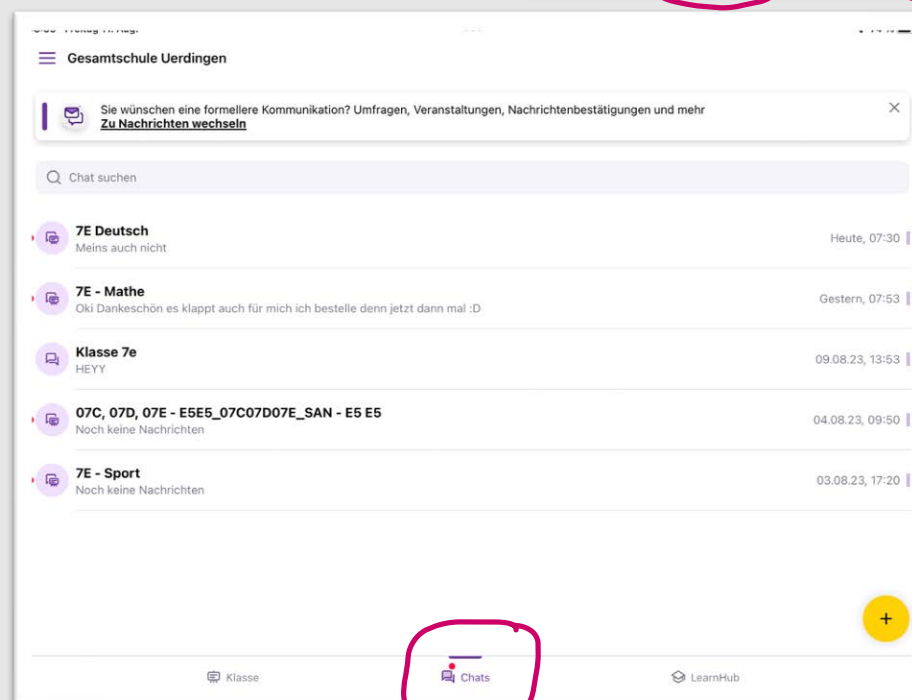 Gesamtschule Uerdingen
Sie wünschen eine formellere Kommunikation? Umfragen, Veranstaltungen, Nachrichtenbestätigungen und mehr
Zu Nachrichten wechseln
Chat suchen
7E Deutsch
Meins auch nicht
Heute, 07:30
7E - Mathe
Oki Dankeschön es klappt auch für mich ich bestelle denn jetzt dann mal :D
Gestern, 07:53
Klasse 7e
HEYY
09.08.23, 13:53
07C, 07D, 07E - E5E5_07C07D07E_SAN - E5 E5
Noch keine Nachrichten
04.08.23, 09:50
7E - Sport
Noch keine Nachrichten
03.08.23, 17:20
+
Klasse
Chats
LearnHub